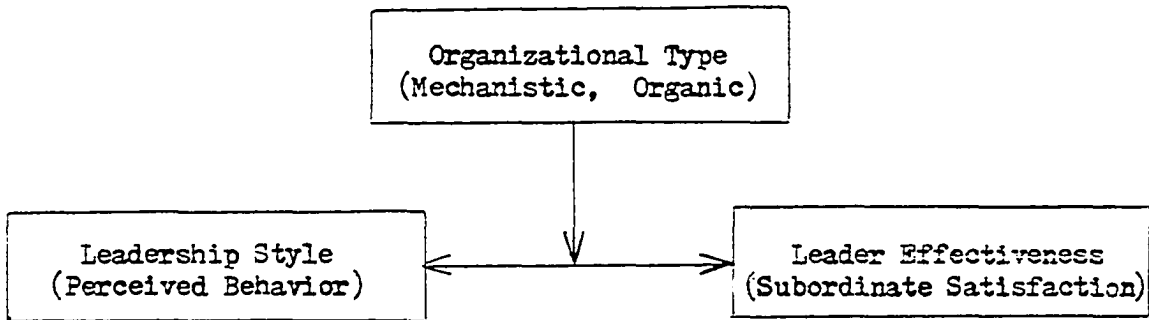 Organizational Type
(Mechanistic, Organic)
Leadership Style
(Perceived Behavior)
Leader Effectiveness
(Subordinate Satisfaction)